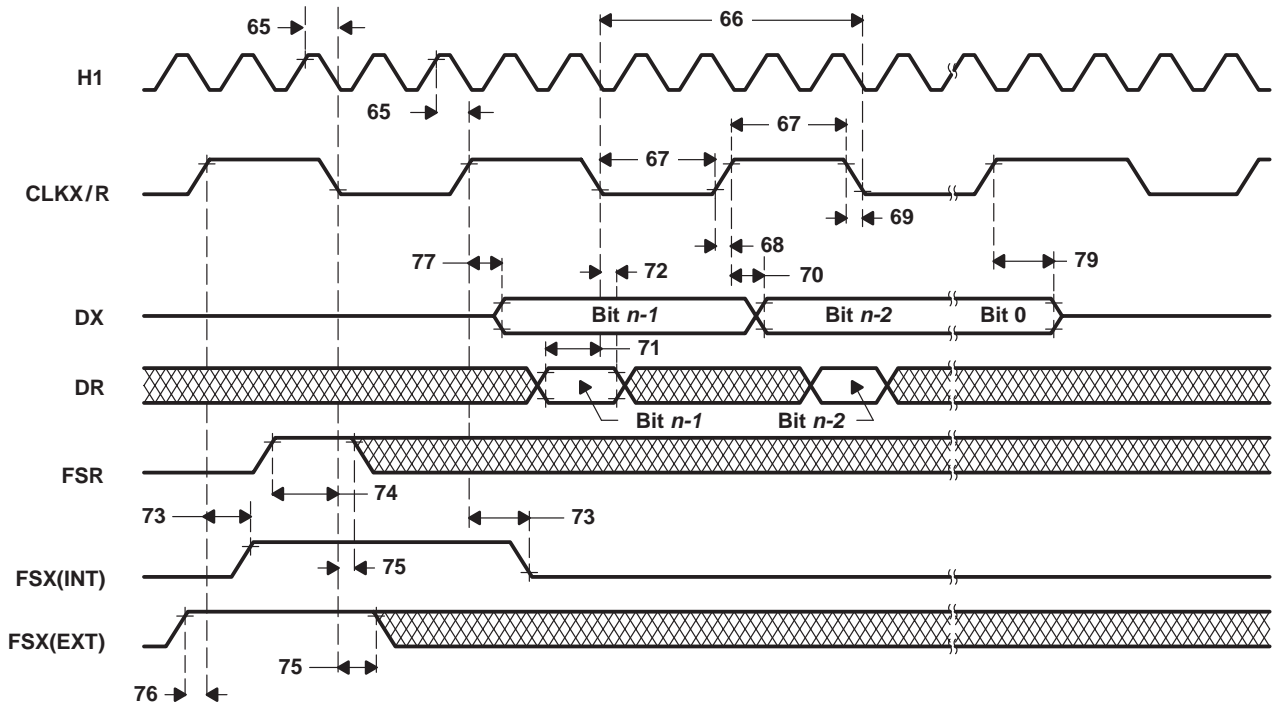 65
66
H1
65
67
67
CLKX/R
69
68
77
72
70
79
DX
Bit n-1
Bit n-2
Bit 0
71
DR
Bit n-1
Bit n-2
FSR
74
73
73
75
FSX(INT)
FSX(EXT)
75
76